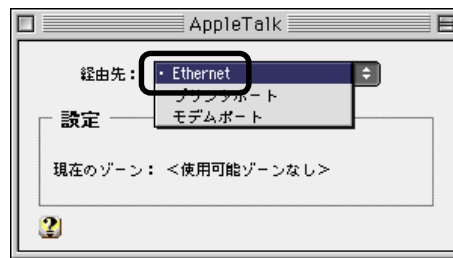 AppleTalk
経由先： • Ethernet
プリンタポート
モデムポート
設定
現在のゾーン： ＜使用可能ゾーンなし＞